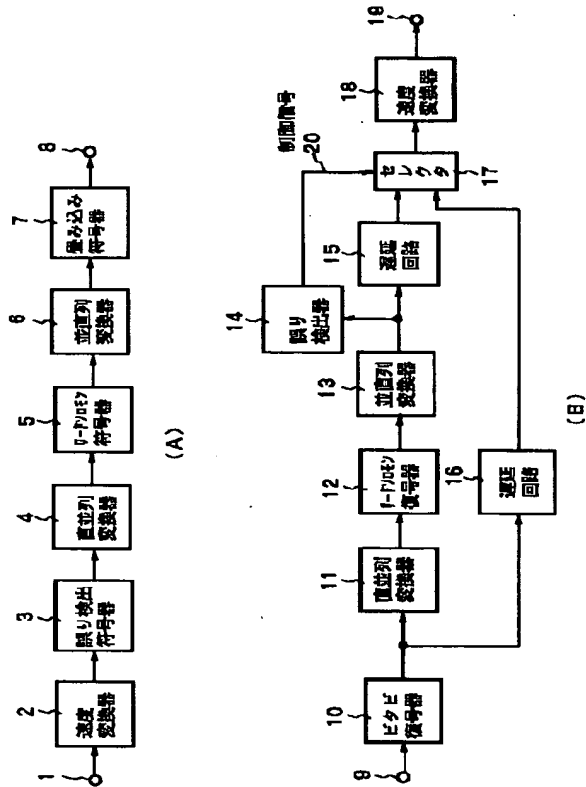 1
2
速度
変換器
3
誤り検出
符号器
4
直並列
変換器
5
ﾘｰﾄﾞｿﾛﾓﾝ
符号器
6
並直列
変換器
7
畳み込み
符号器
8
(A)
9
10
ビタビ
復号器
11
直並列
変換器
12
ﾘｰﾄﾞｿﾛﾓﾝ
復号器
13
並直列
変換器
14
誤り
検出器
15
遅延
回路
16
遅延
回路
制御信号
20
セレ
クタ
17
18
速度
変換器
19
(B)